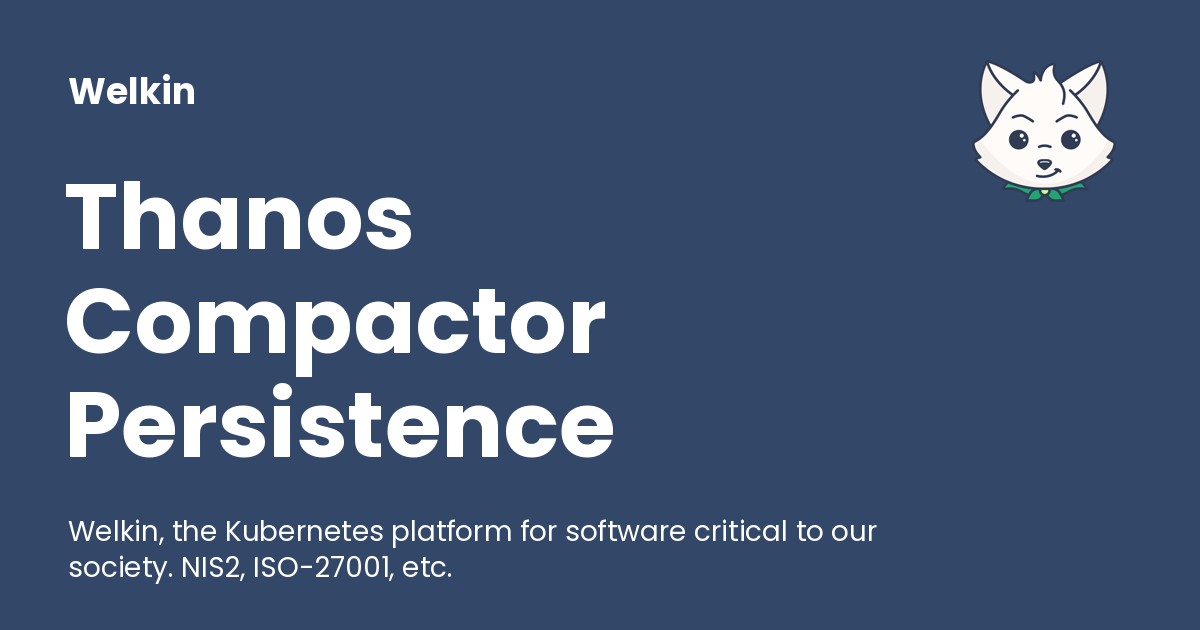 Welkin
Thanos
Compactor
Persistence
Welkin, the Kubernetes platform for software critical to our
society. NIS2, ISO-27001, etc.